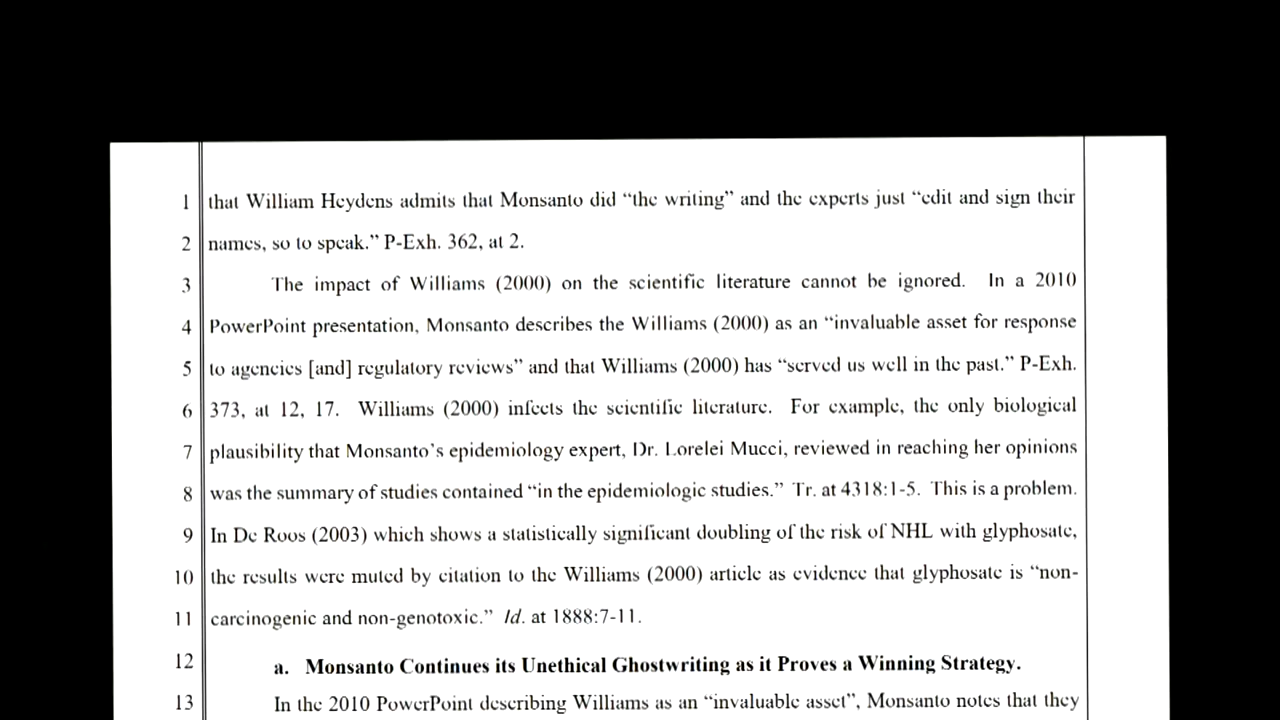 1 that William Heydens admits that Monsanto did “the writing” and the experts just “edit and sign their
2 names, so to speak.” P-Exh. 362, at 2.
3 The impact of Williams (2000) on the scientific literature cannot be ignored. In a 2010
4 PowerPoint presentation, Monsanto describes the Williams (2000) as an “invaluable asset for response
5 to agencies [and] regulatory reviews” and that Williams (2000) has “served us well in the past.” P-Exh.
6 373, at 12, 17. Williams (2000) infects the scientific literature. For example, the only biological
7 plausibility that Monsanto’s epidemiology expert, Dr. Lorelei Mucci, reviewed in reaching her opinions
8 was the summary of studies contained “in the epidemiologic studies.” Tr. at 4318:1-5. This is a problem.
9 In De Roos (2003) which shows a statistically significant doubling of the risk of NHL with glyphosate,
10 the results were muted by citation to the Williams (2000) article as evidence that glyphosate is “non-
11 carcinogenic and non-genotoxic.” Id. at 1888:7-11.
12 a. Monsanto Continues its Unethical Ghostwriting as it Proves a Winning Strategy.
13 In the 2010 PowerPoint describing Williams as an “invaluable asset”, Monsanto notes that they